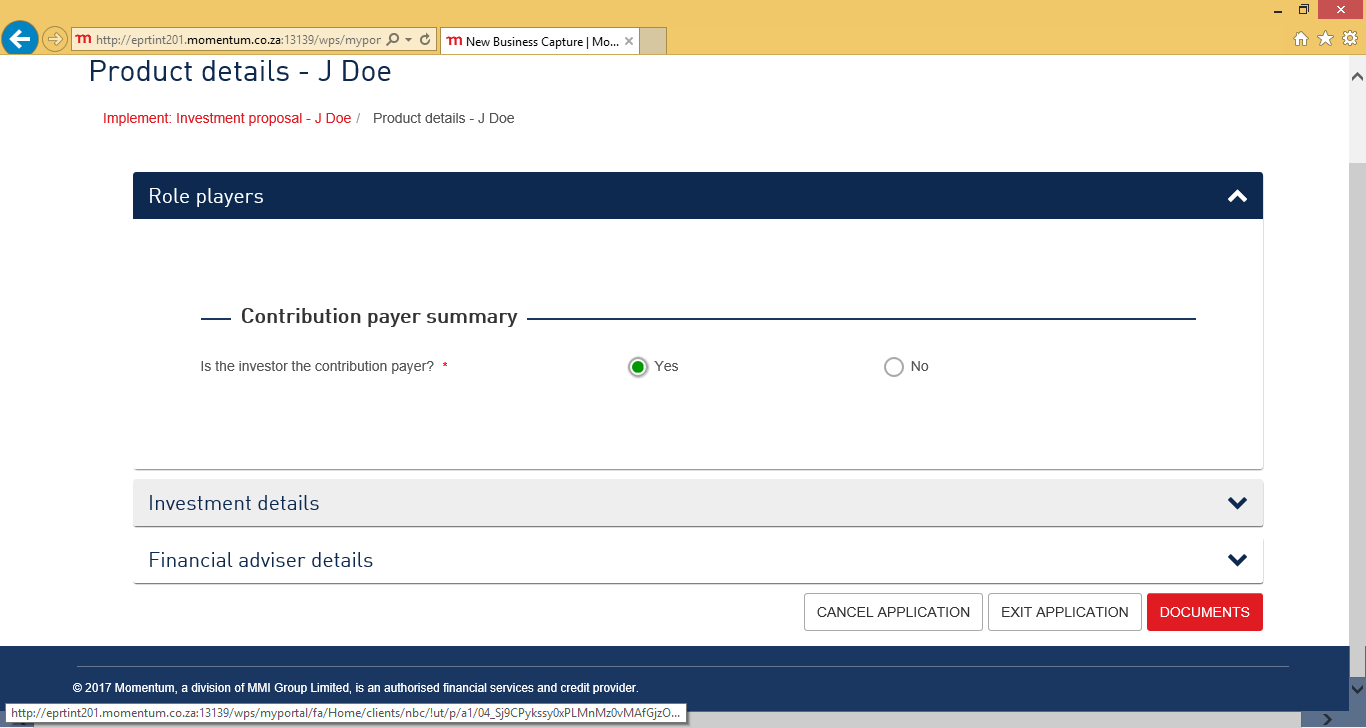 http://eprtint201.momentum.co.za:13139/wps/mypor
m New Business Capture | Mo...
Product details - J Doe
Implement: Investment proposal - J Doe / Product details - J Doe
Role players
Contribution payer summary
Is the investor the contribution payer? * Yes No
Investment details
Financial adviser details
CANCEL APPLICATION EXIT APPLICATION DOCUMENTS
© 2017 Momentum, a division of MMI Group Limited, is an authorised financial services and credit provider.
http://eprtint201.momentum.co.za:13139/wps/myportal/fa/Home/clients/nbc/!ut/p/a1/04_Sj9CPykssy0xPLMnMz0vMAfGjzO...